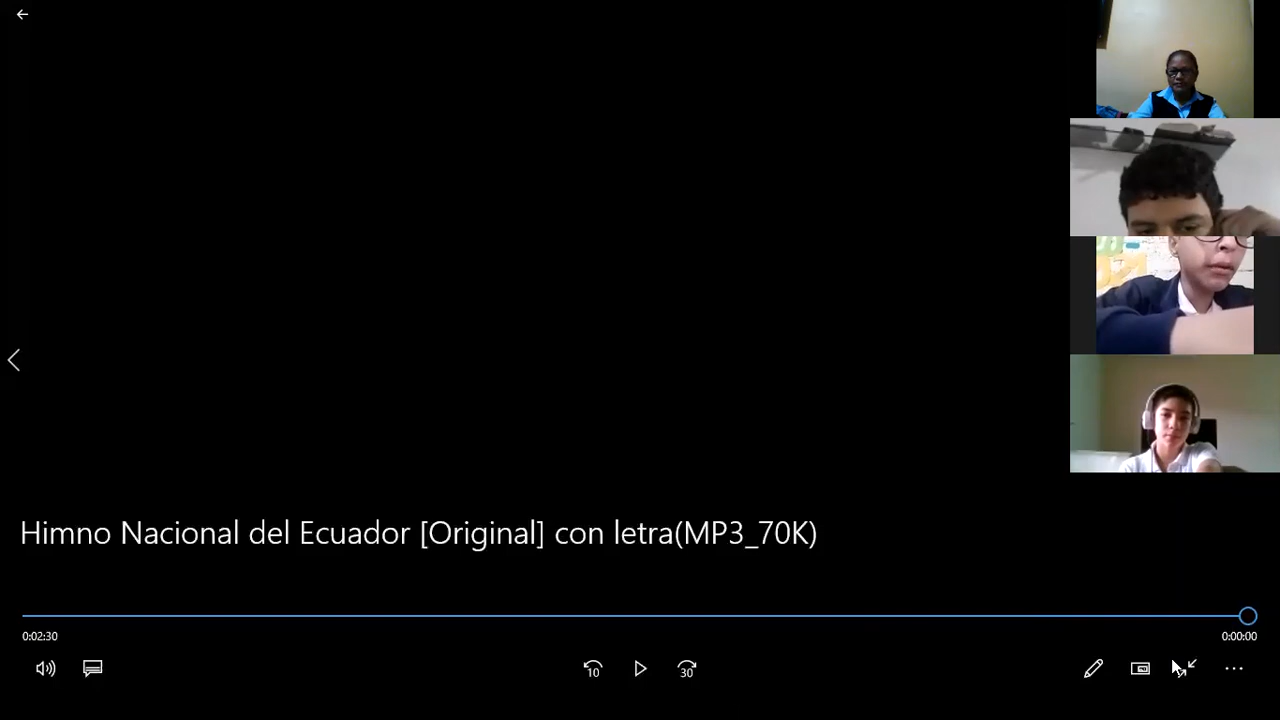 Himno Nacional del Ecuador [Original] con letra(MP3_70K)
0:02:30
0:00:00
10
30